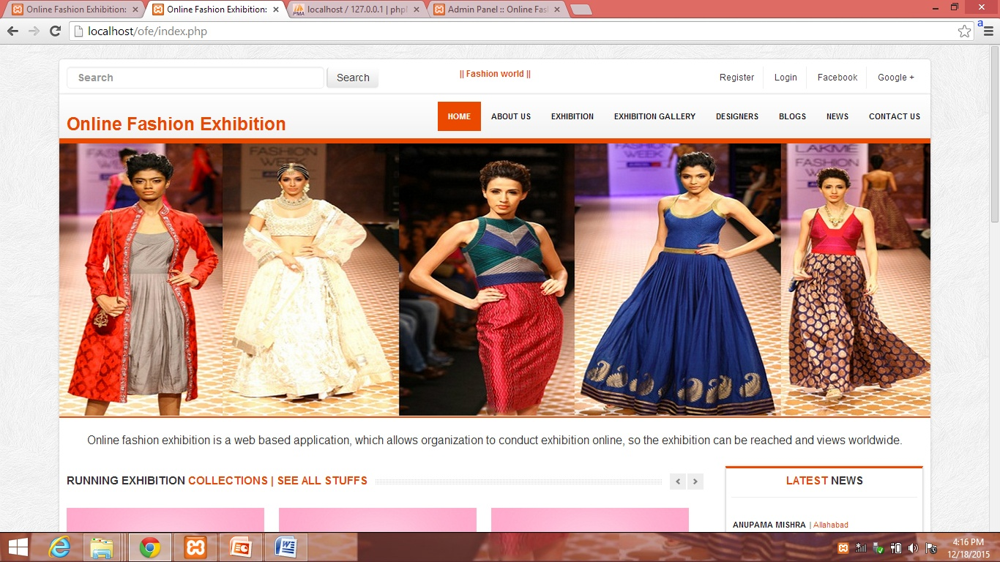 Online Fashion Exhibition:
Online Fashion Exhibition:
localhost / 127.0.0.1 | php
Admin Panel :: Online Fas
localhost/ofe/index.php
a
Search
Search
|| Fashion world ||
Register
Login
Facebook
Google +
Online Fashion Exhibition
HOME
ABOUT US
EXHIBITION
EXHIBITION GALLERY
DESIGNERS
BLOGS
NEWS
CONTACT US
FASHION
WEEK
FASHION
WEEK
FASHION
WEEK
LAKMÉ
FASHION
WEEK
Online fashion exhibition is a web based application, which allows organization to conduct exhibition online, so the exhibition can be reached and views worldwide.
RUNNING EXHIBITION COLLECTIONS | SEE ALL STUFFS
LATEST NEWS
ANUPAMA MISHRA | Allahabad
4:16 PM
12/18/2015